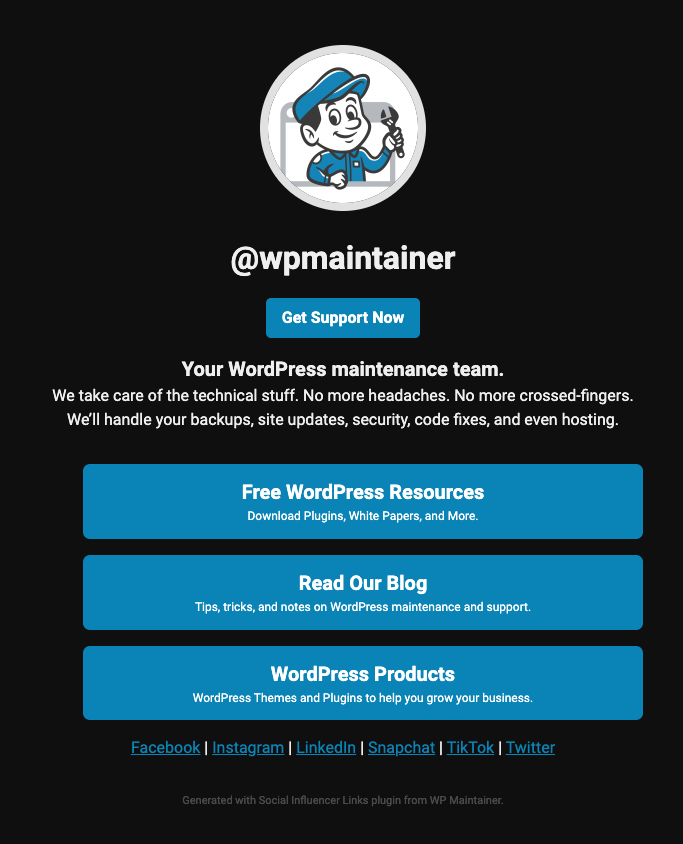 @wpmaintainer
Get Support Now
Your WordPress maintenance team.
We take care of the technical stuff. No more headaches. No more crossed-fingers.
We’ll handle your backups, site updates, security, code fixes, and even hosting.
Free WordPress Resources
Download Plugins, White Papers, and More.
Read Our Blog
Tips, tricks, and notes on WordPress maintenance and support.
WordPress Products
WordPress Themes and Plugins to help you grow your business.
Facebook | Instagram | LinkedIn | Snapchat | TikTok | Twitter
Generated with Social Influencer Links plugin from WP Maintainer.